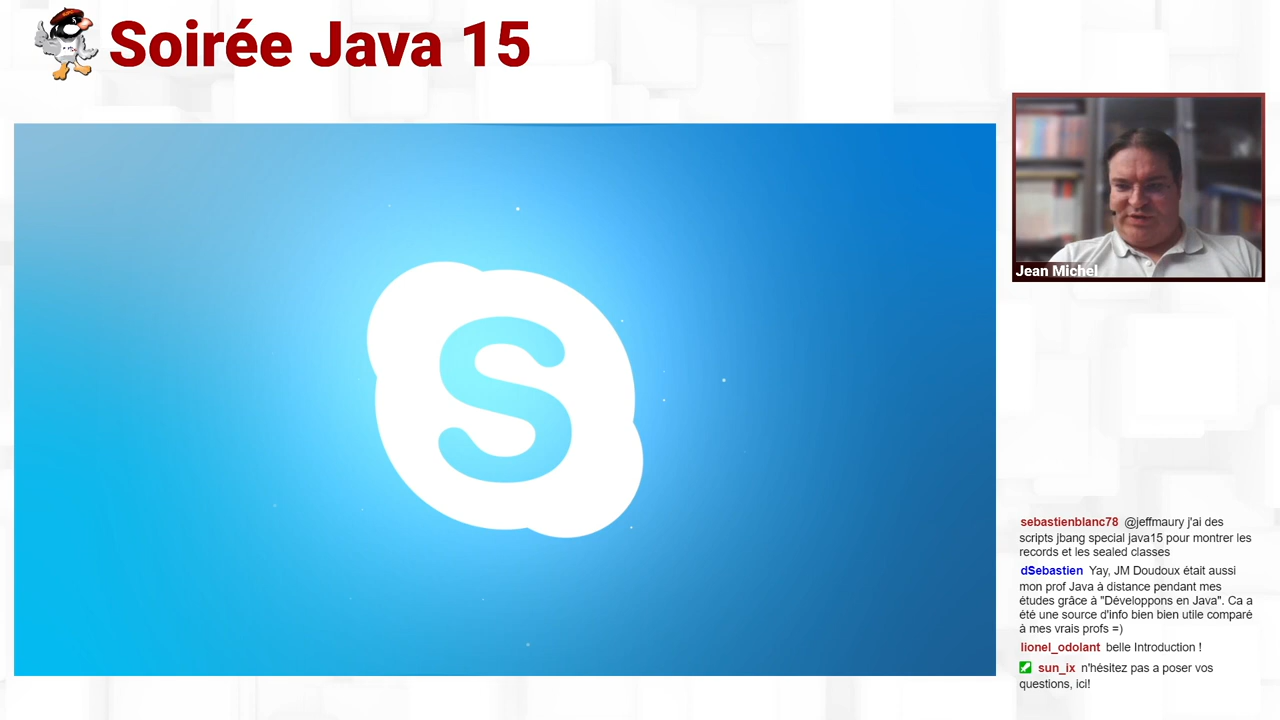 Soirée Java 15
S
Jean Michel
sebastienblanc78 @jeffmaury j'ai des
scripts jbang special java15 pour montrer les
records et les sealed classes
dSebastien Yay, JM Doudoux était aussi
mon prof Java à distance pendant mes
études grâce à "Développons en Java". Ca a
été une source d'info bien bien utile comparé
à mes vrais profs =)
lionel_odolant belle Introduction !
sun_ix n'hésitez pas a poser vos
questions, ici!